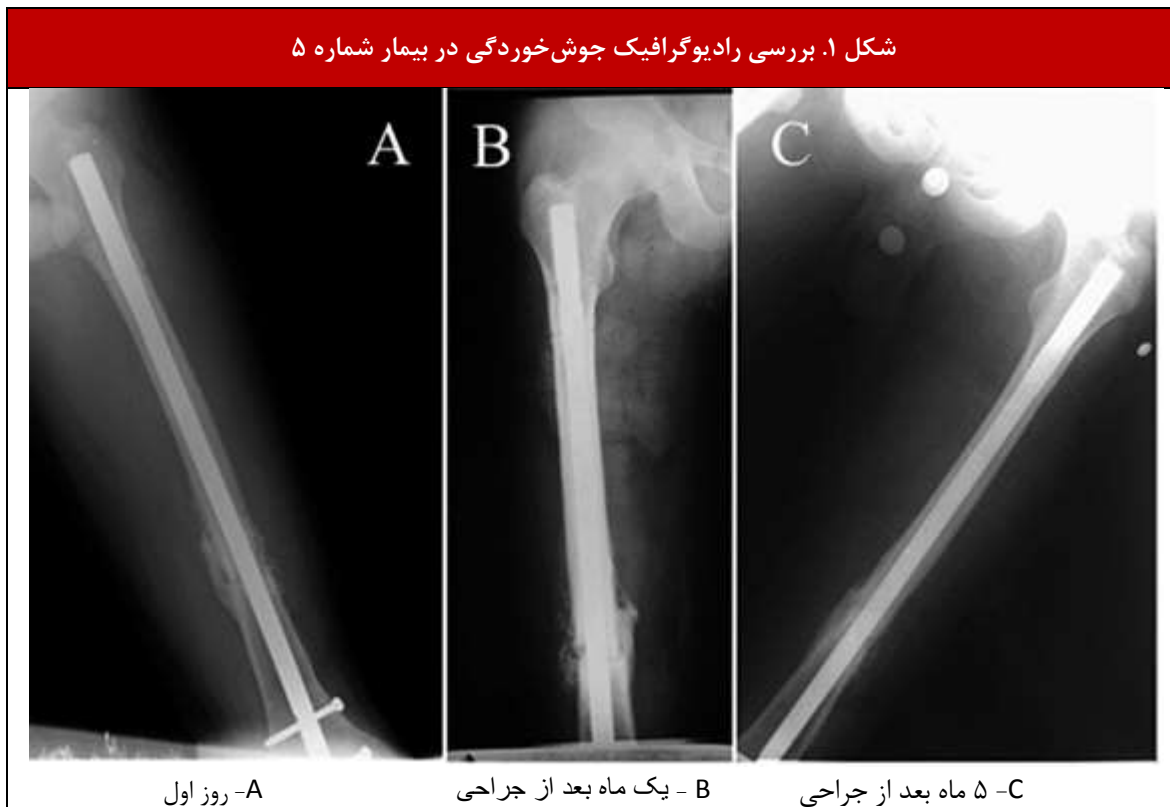 شکل ۱. بررسی رادیوگرافیک جوش‌خوردگی در بیمار شماره ۵
A
B
C
A- روز اول
B - یک ماه بعد از جراحی
C- ۵ ماه بعد از جراحی